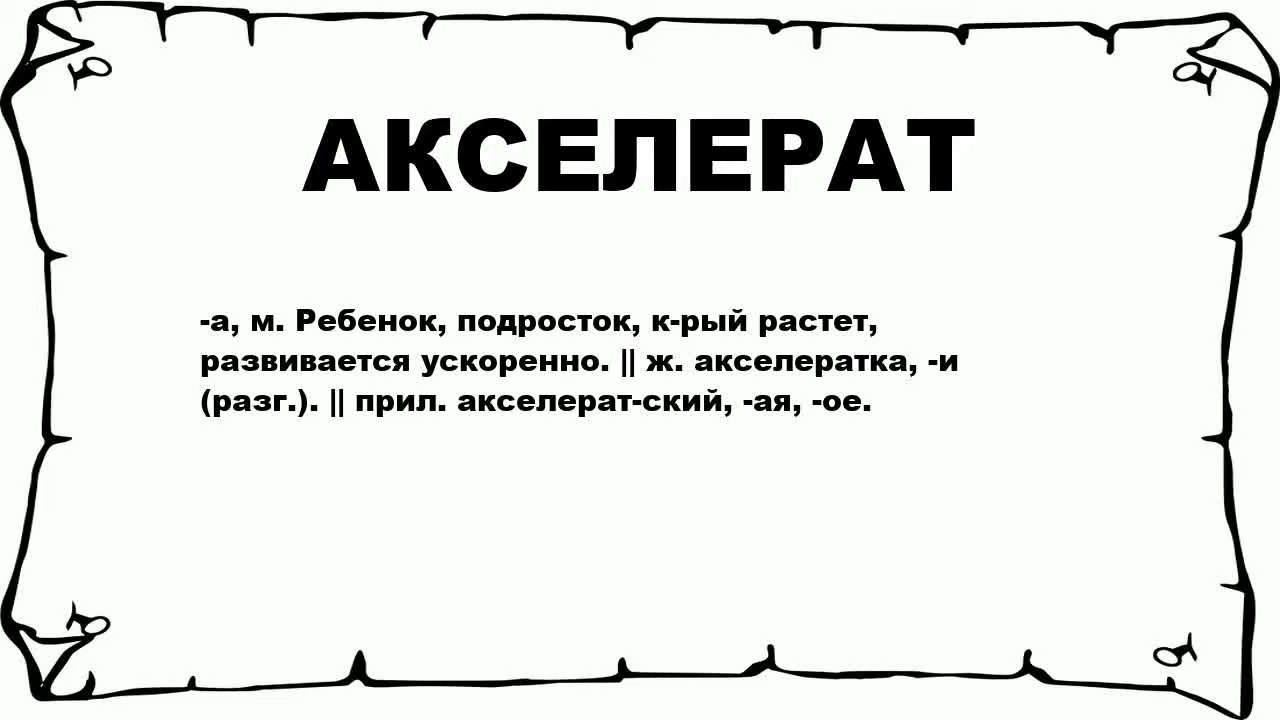 АКСЕЛЕРАТ
-а, м. Ребенок, подросток, к-рый растет,
развивается ускоренно. || ж. акселератка, -и
(разг.). || прил. акселерат-ский, -ая, -ое.